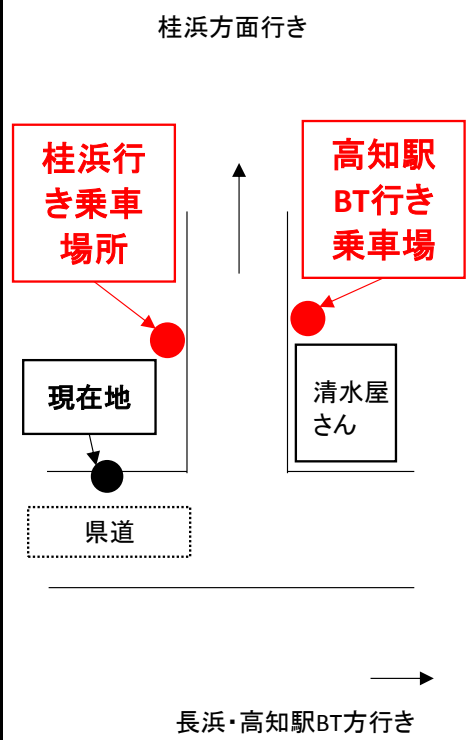 桂浜方面行き
桂浜行
き乗車
場所
高知駅
BT行き
乗車場
現在地
清水屋
さん
県道
長浜・高知駅BT方行き